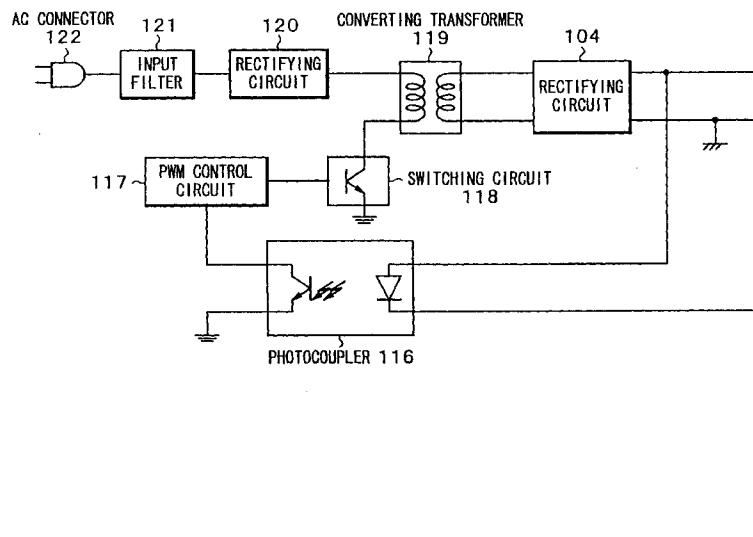 AC CONNECTOR
122
121
120
CONVERTING TRANSFORMER
119
104
INPUT
FILTER
RECTIFYING
CIRCUIT
RECTIFYING
CIRCUIT
117
PWM CONTROL
CIRCUIT
SWITCHING CIRCUIT
118
PHOTOCOUPLER 116